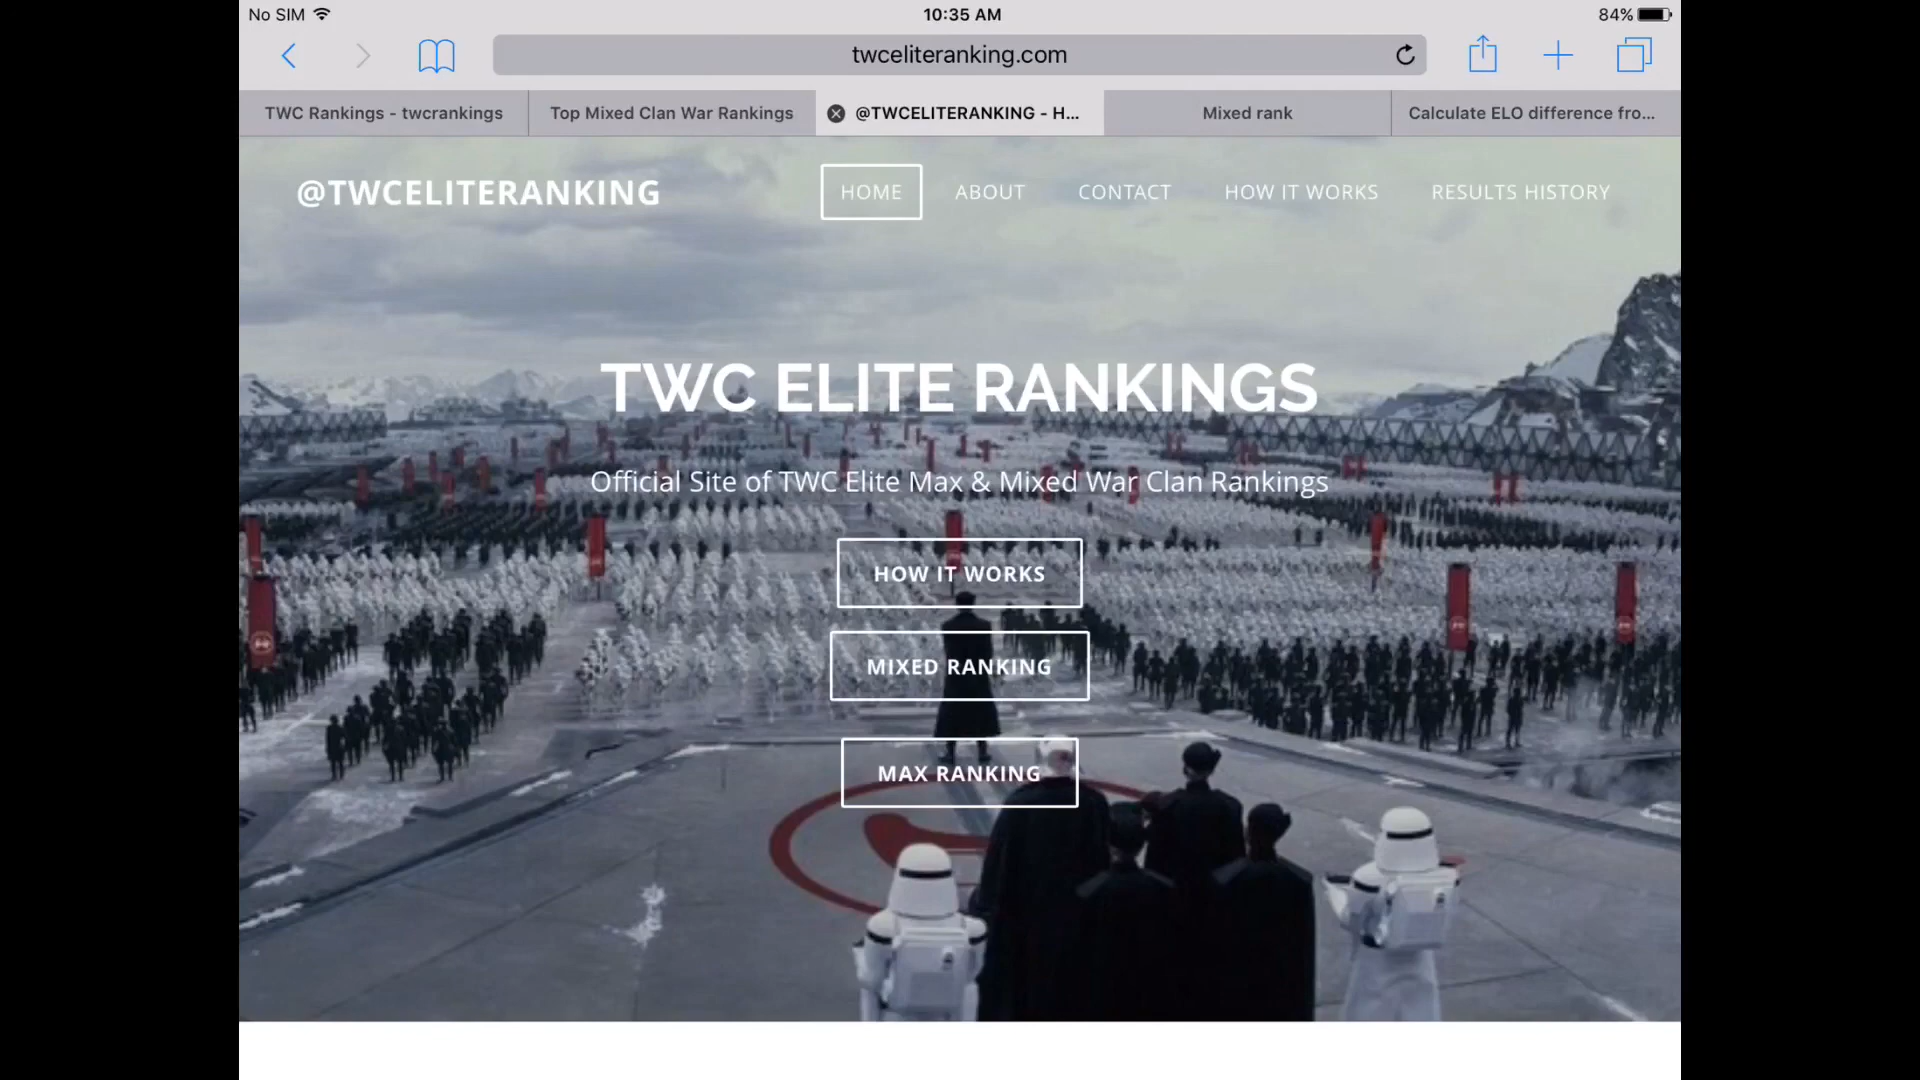 No SIM
10:35 AM
84%
twceliteranking.com
TWC Rankings - twcrankings
Top Mixed Clan War Rankings
@TWCELITERANKING - H...
Mixed rank
Calculate ELO difference fro...
@TWCELITERANKING
HOME
ABOUT
CONTACT
HOW IT WORKS
RESULTS HISTORY
TWC ELITE RANKINGS
Official Site of TWC Elite Max & Mixed War Clan Rankings
HOW IT WORKS
MIXED RANKING
MAX RANKING